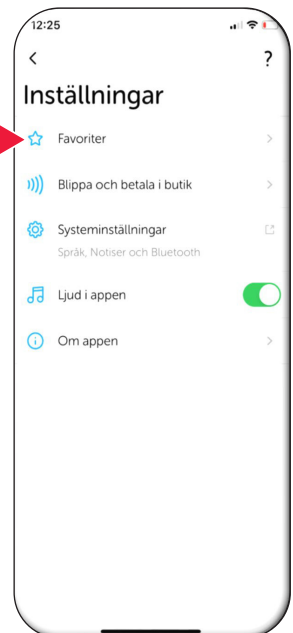 12:25
?
Inställningar
Favoriter
Blippa och betala i butik
Systeminställningar
Språk, Notiser och Bluetooth
Ljud i appen
Om appen